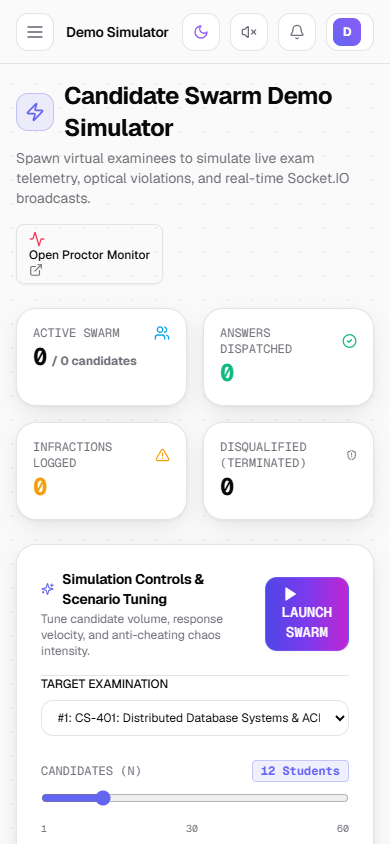 Demo Simulator
D
Candidate Swarm Demo
Simulator
Spawn virtual examinees to simulate live exam
telemetry, optical violations, and real-time Socket.IO
broadcasts.
Open Proctor Monitor
ACTIVE SWARM
0 / 0 candidates
ANSWERS
DISPATCHED
0
INFRACTIONS
LOGGED
0
DISQUALIFIED
(TERMINATED)
0
Simulation Controls &
Scenario Tuning
Tune candidate volume, response
velocity, and anti-cheating chaos
intensity.
LAUNCH
SWARM
TARGET EXAMINATION
#1: CS-401: Distributed Database Systems &
CANDIDATES (N)
12 Students
1 30 60